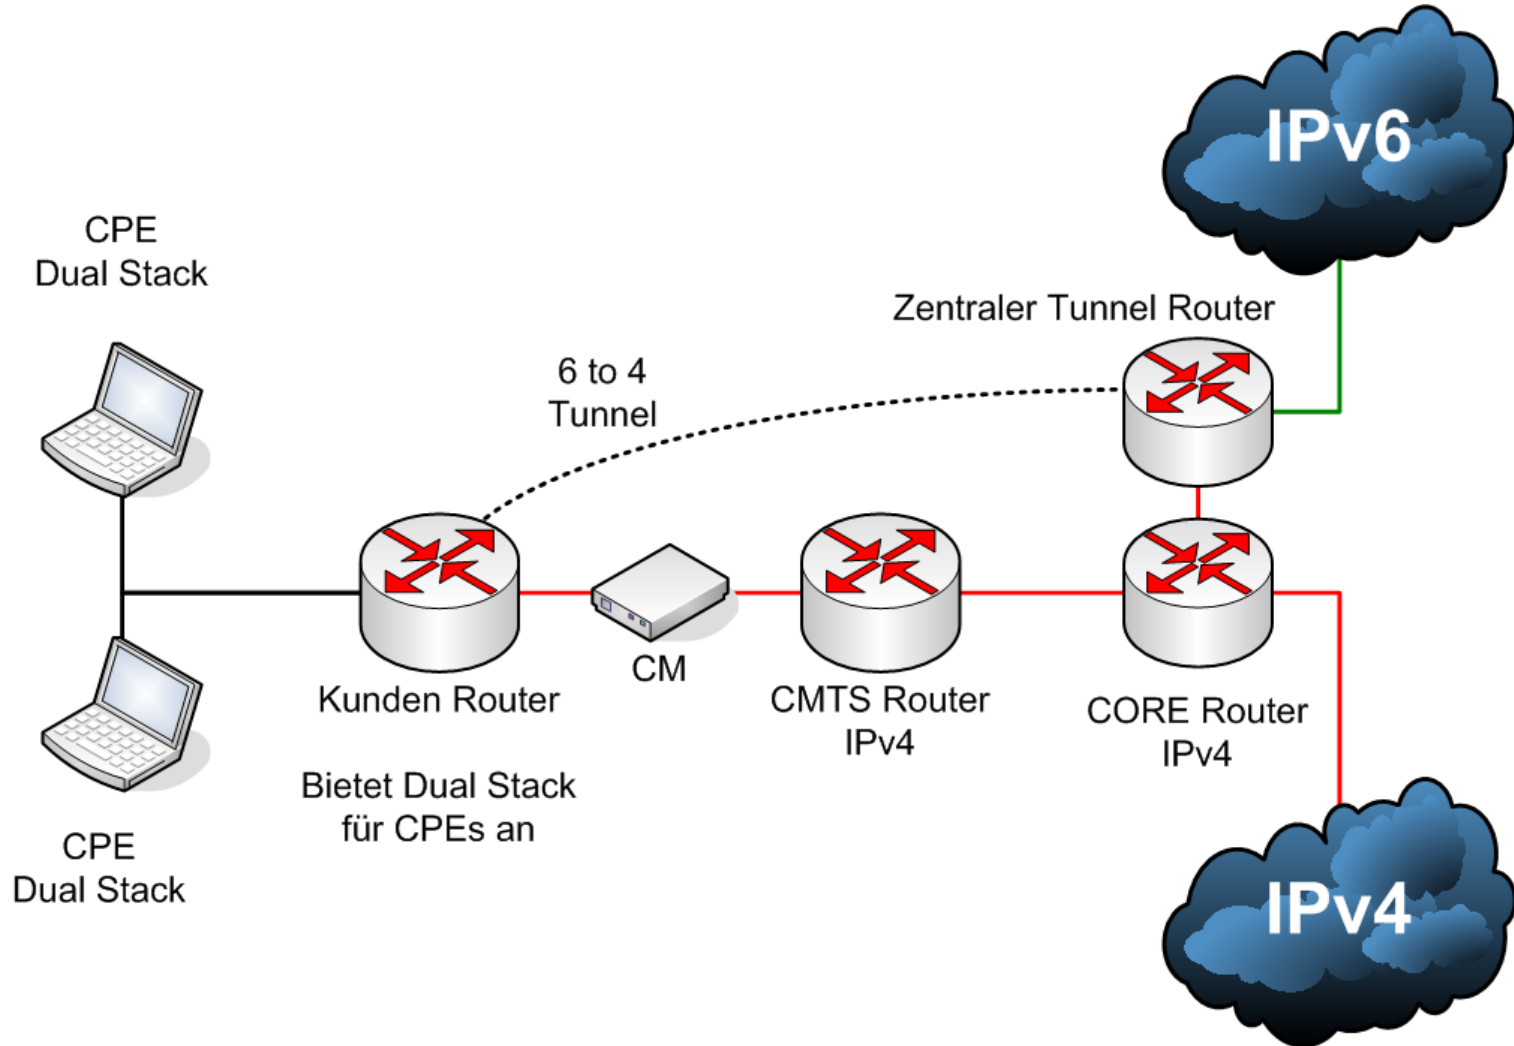 IPv6
CPE
Dual Stack
Zentraler Tunnel Router
6 to 4
Tunnel
CM
Kunden Router
CMTS Router
IPv4
CORE Router
IPv4
Bietet Dual Stack
für CPEs an
CPE
Dual Stack
IPv4